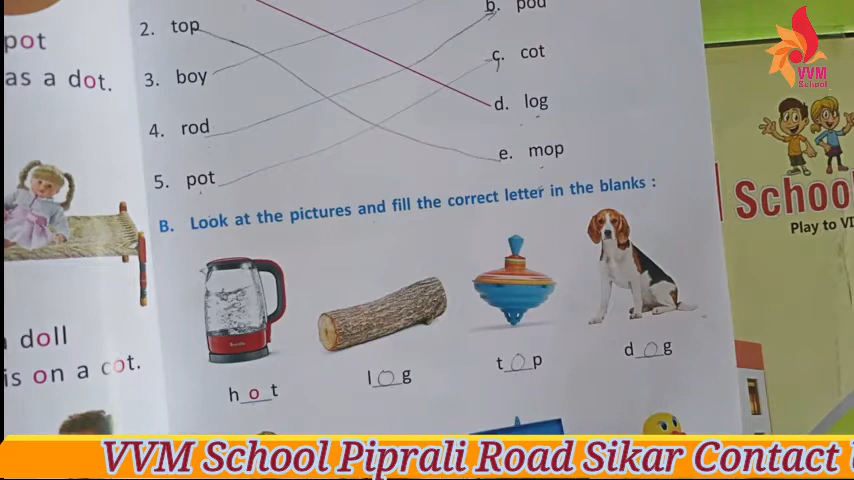 pot
as a dot.
doll
is on a cot.
2. top
3. boy
4. rod
5. pot
b. pod
c. cot
d. log
e. mop
B. Look at the pictures and fill the correct letter in the blanks :
h o t
l o g
t o p
d o g
VVM
School
School
Play to VI
VVM School Piprali Road Sikar Contact